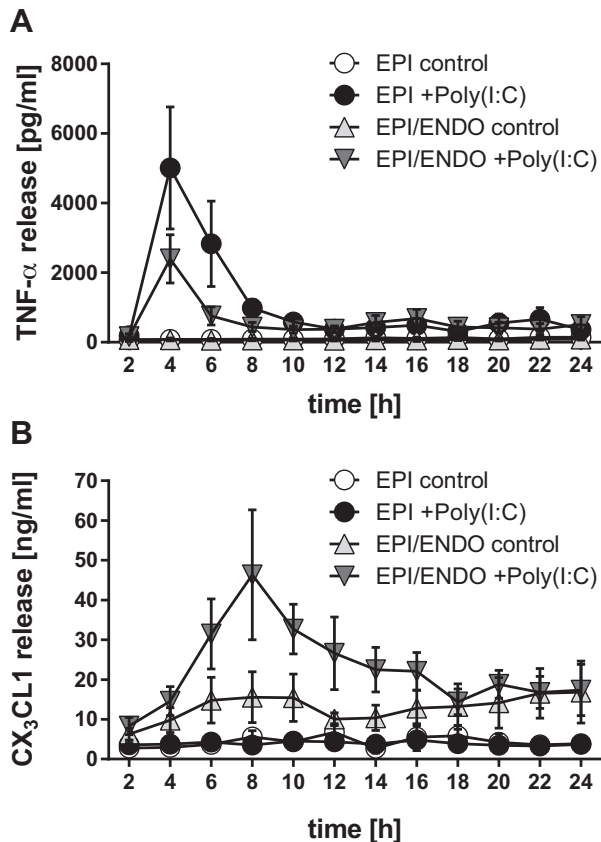 A
TNF-α release [pg/ml]
8000
6000
4000
2000
0
EPI control
EPI +Poly(I:C)
EPI/ENDO control
EPI/ENDO +Poly(I:C)
2 4 6 8 10 12 14 16 18 20 22 24
time [h]
B
CX₃CL1 release [ng/ml]
70
60
50
40
30
20
10
0
EPI control
EPI +Poly(I:C)
EPI/ENDO control
EPI/ENDO +Poly(I:C)
2 4 6 8 10 12 14 16 18 20 22 24
time [h]